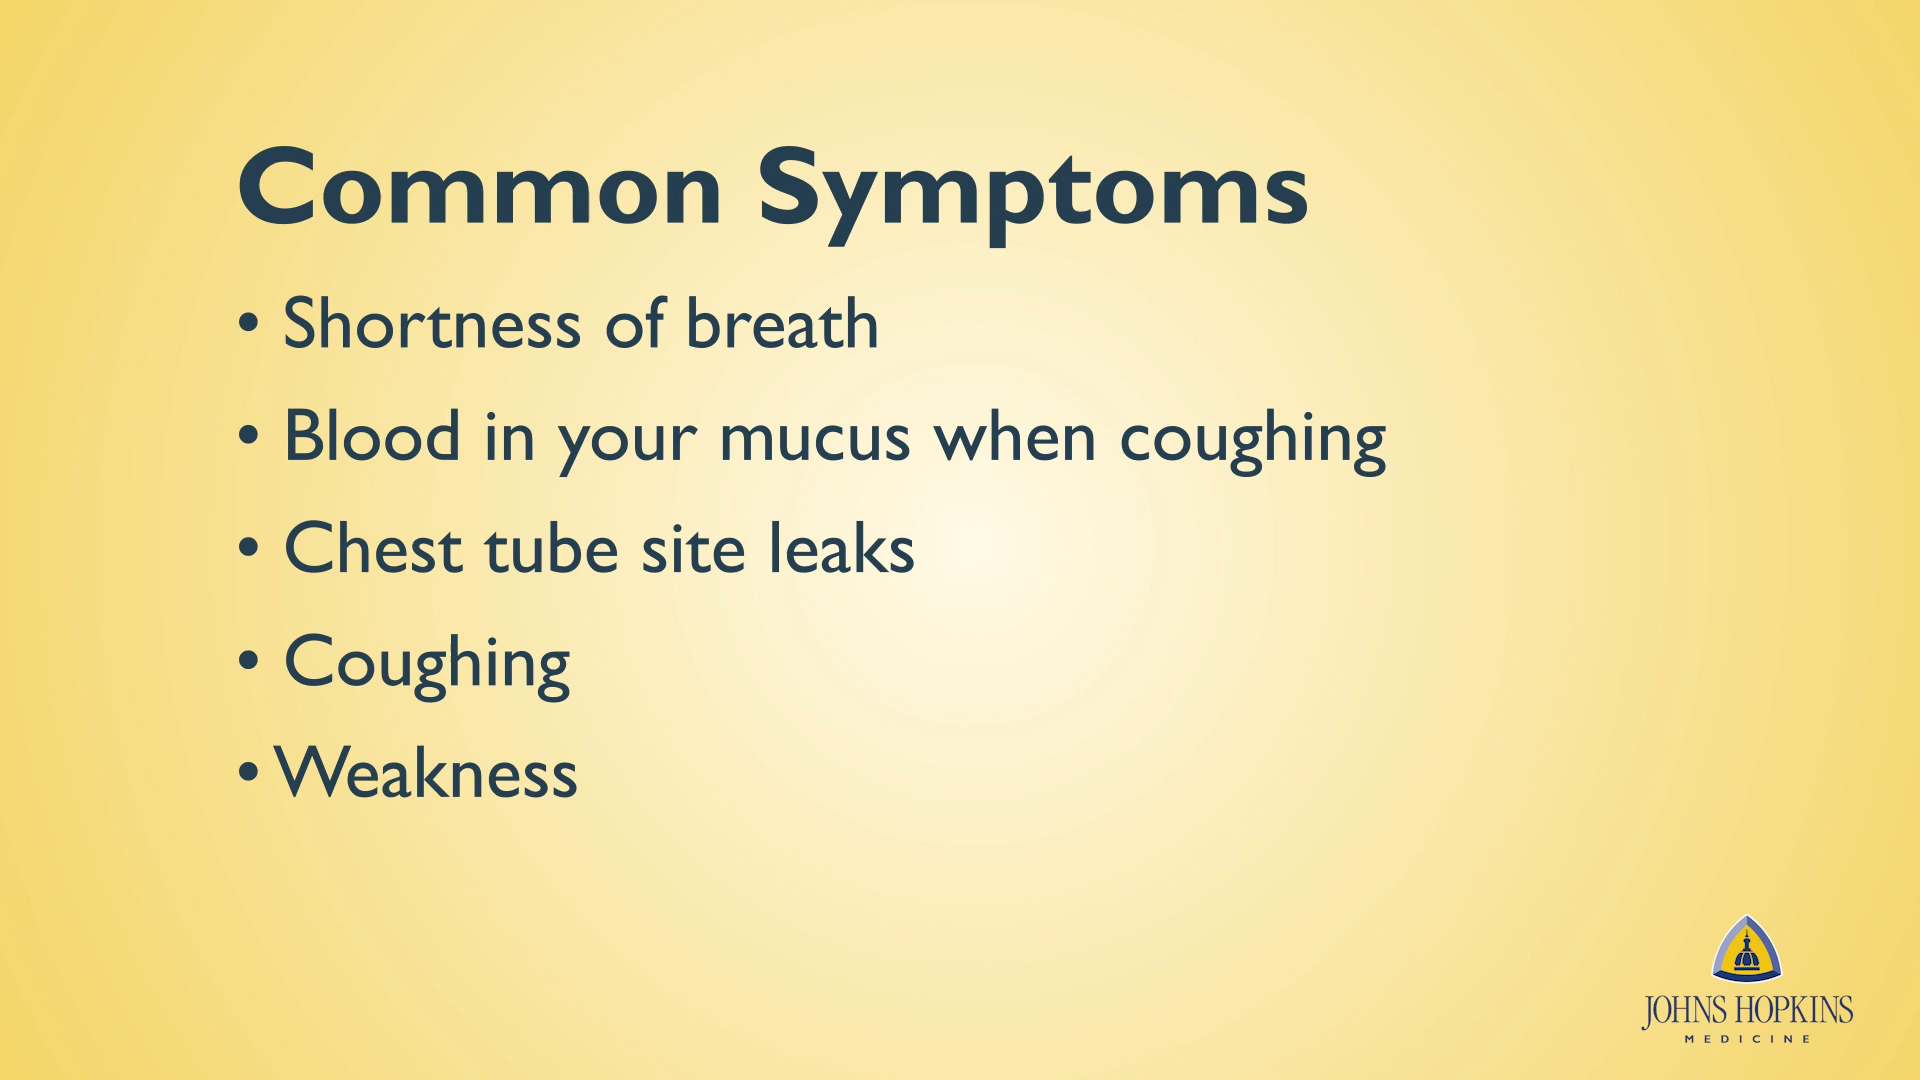 Common Symptoms
• Shortness of breath
• Blood in your mucus when coughing
• Chest tube site leaks
• Coughing
• Weakness
JOHNS HOPKINS
MEDICINE